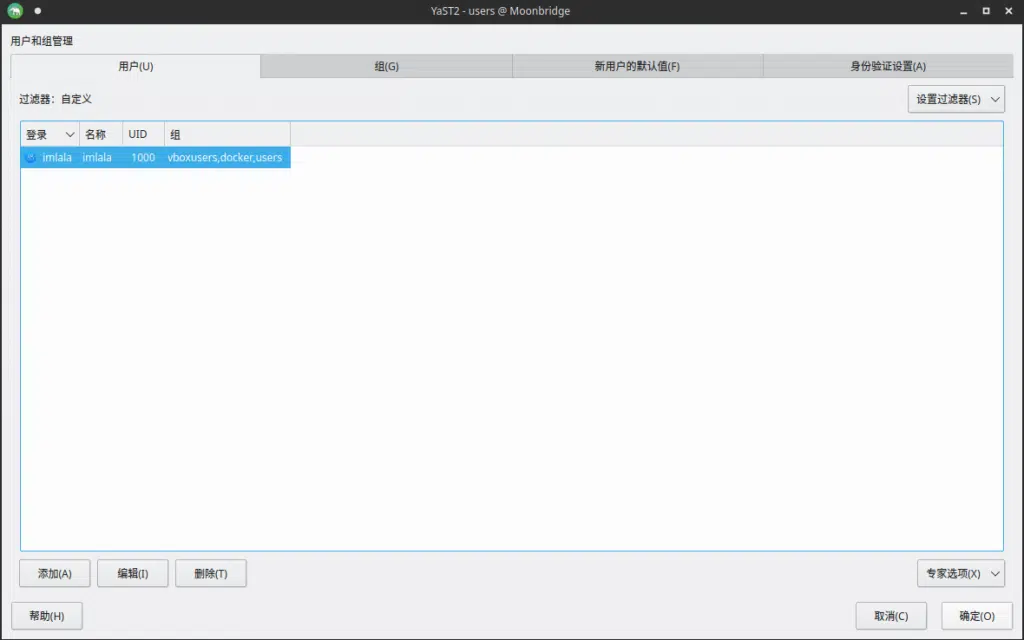 YaST2 - users @ Moonbridge
用户和组管理
用户(U) 组(G) 新用户的默认值(F) 身份验证设置(A)
过滤器：自定义 设置过滤器(S)
登录 名称 UID 组
imlala imlala 1000 vboxusers,docker,users
添加(A) 编辑(I) 删除(T) 专家选项(X)
帮助(H) 取消(C) 确定(O)